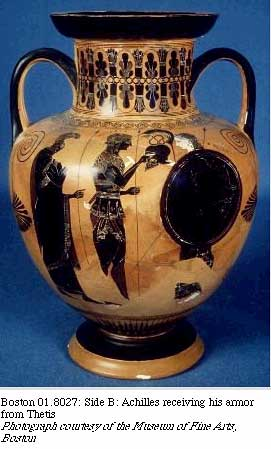 Boston 01.8027: Side B: Achilles receiving his armor
from Thetis
Photograph courtesy of the Museum of Fine Arts,
Boston